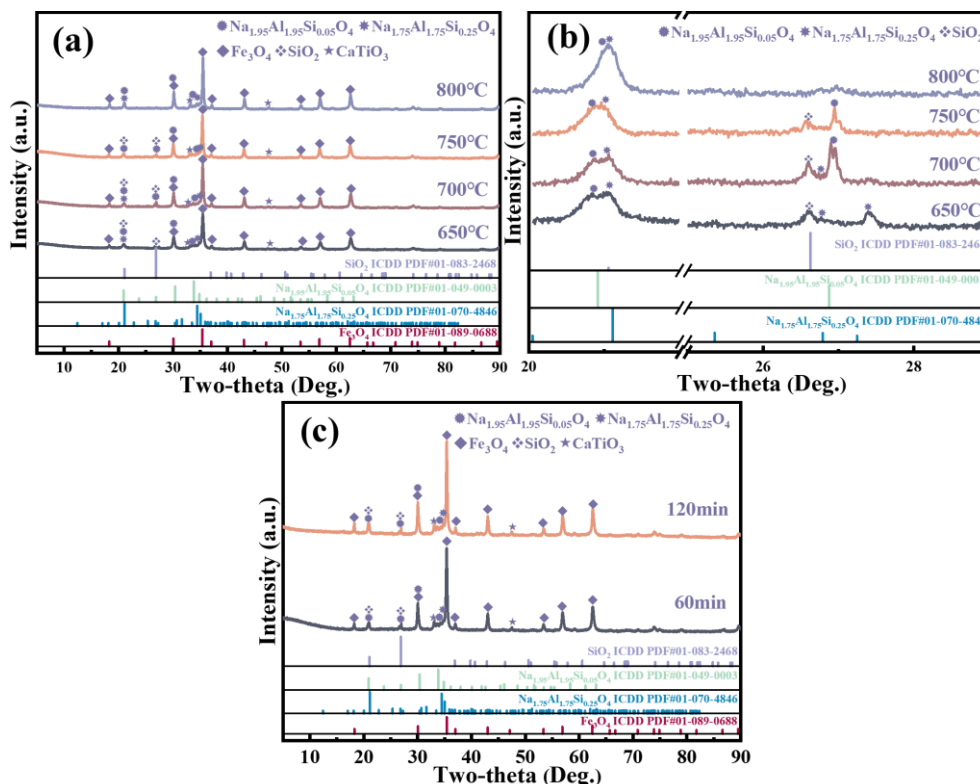 (a)
Na1.95Al1.95Si0.05O4 Na1.75Al1.75Si0.25O4
Fe3O4 SiO2 CaTiO3
800°C
750°C
700°C
650°C
SiO2 ICDD PDF#01-083-2468
Na1.95Al1.95Si0.05O4 ICDD PDF#01-049-0003
Na1.75Al1.75Si0.25O4 ICDD PDF#01-070-4846
Fe3O4 ICDD PDF#01-089-0688
10 20 30 40 50 60 70 80 90
Two-theta (Deg.)
Intensity (a.u.)
(b)
Na1.95Al1.95Si0.05O4 Na1.75Al1.75Si0.25O4 SiO2
800°C
750°C
700°C
650°C
SiO2 ICDD PDF#01-083-246
Na1.95Al1.95Si0.05O4 ICDD PDF#01-049-000
Na1.75Al1.75Si0.25O4 ICDD PDF#01-070-484
20 26 28
Two-theta (Deg.)
Intensity (a.u.)
(c)
Na1.95Al1.95Si0.05O4 Na1.75Al1.75Si0.25O4
Fe3O4 SiO2 CaTiO3
120min
60min
SiO2 ICDD PDF#01-083-2468
Na1.95Al1.95Si0.05O4 ICDD PDF#01-049-0003
Na1.75Al1.75Si0.25O4 ICDD PDF#01-070-4846
Fe3O4 ICDD PDF#01-089-0688
10 20 30 40 50 60 70 80 90
Two-theta (Deg.)
Intensity (a.u.)